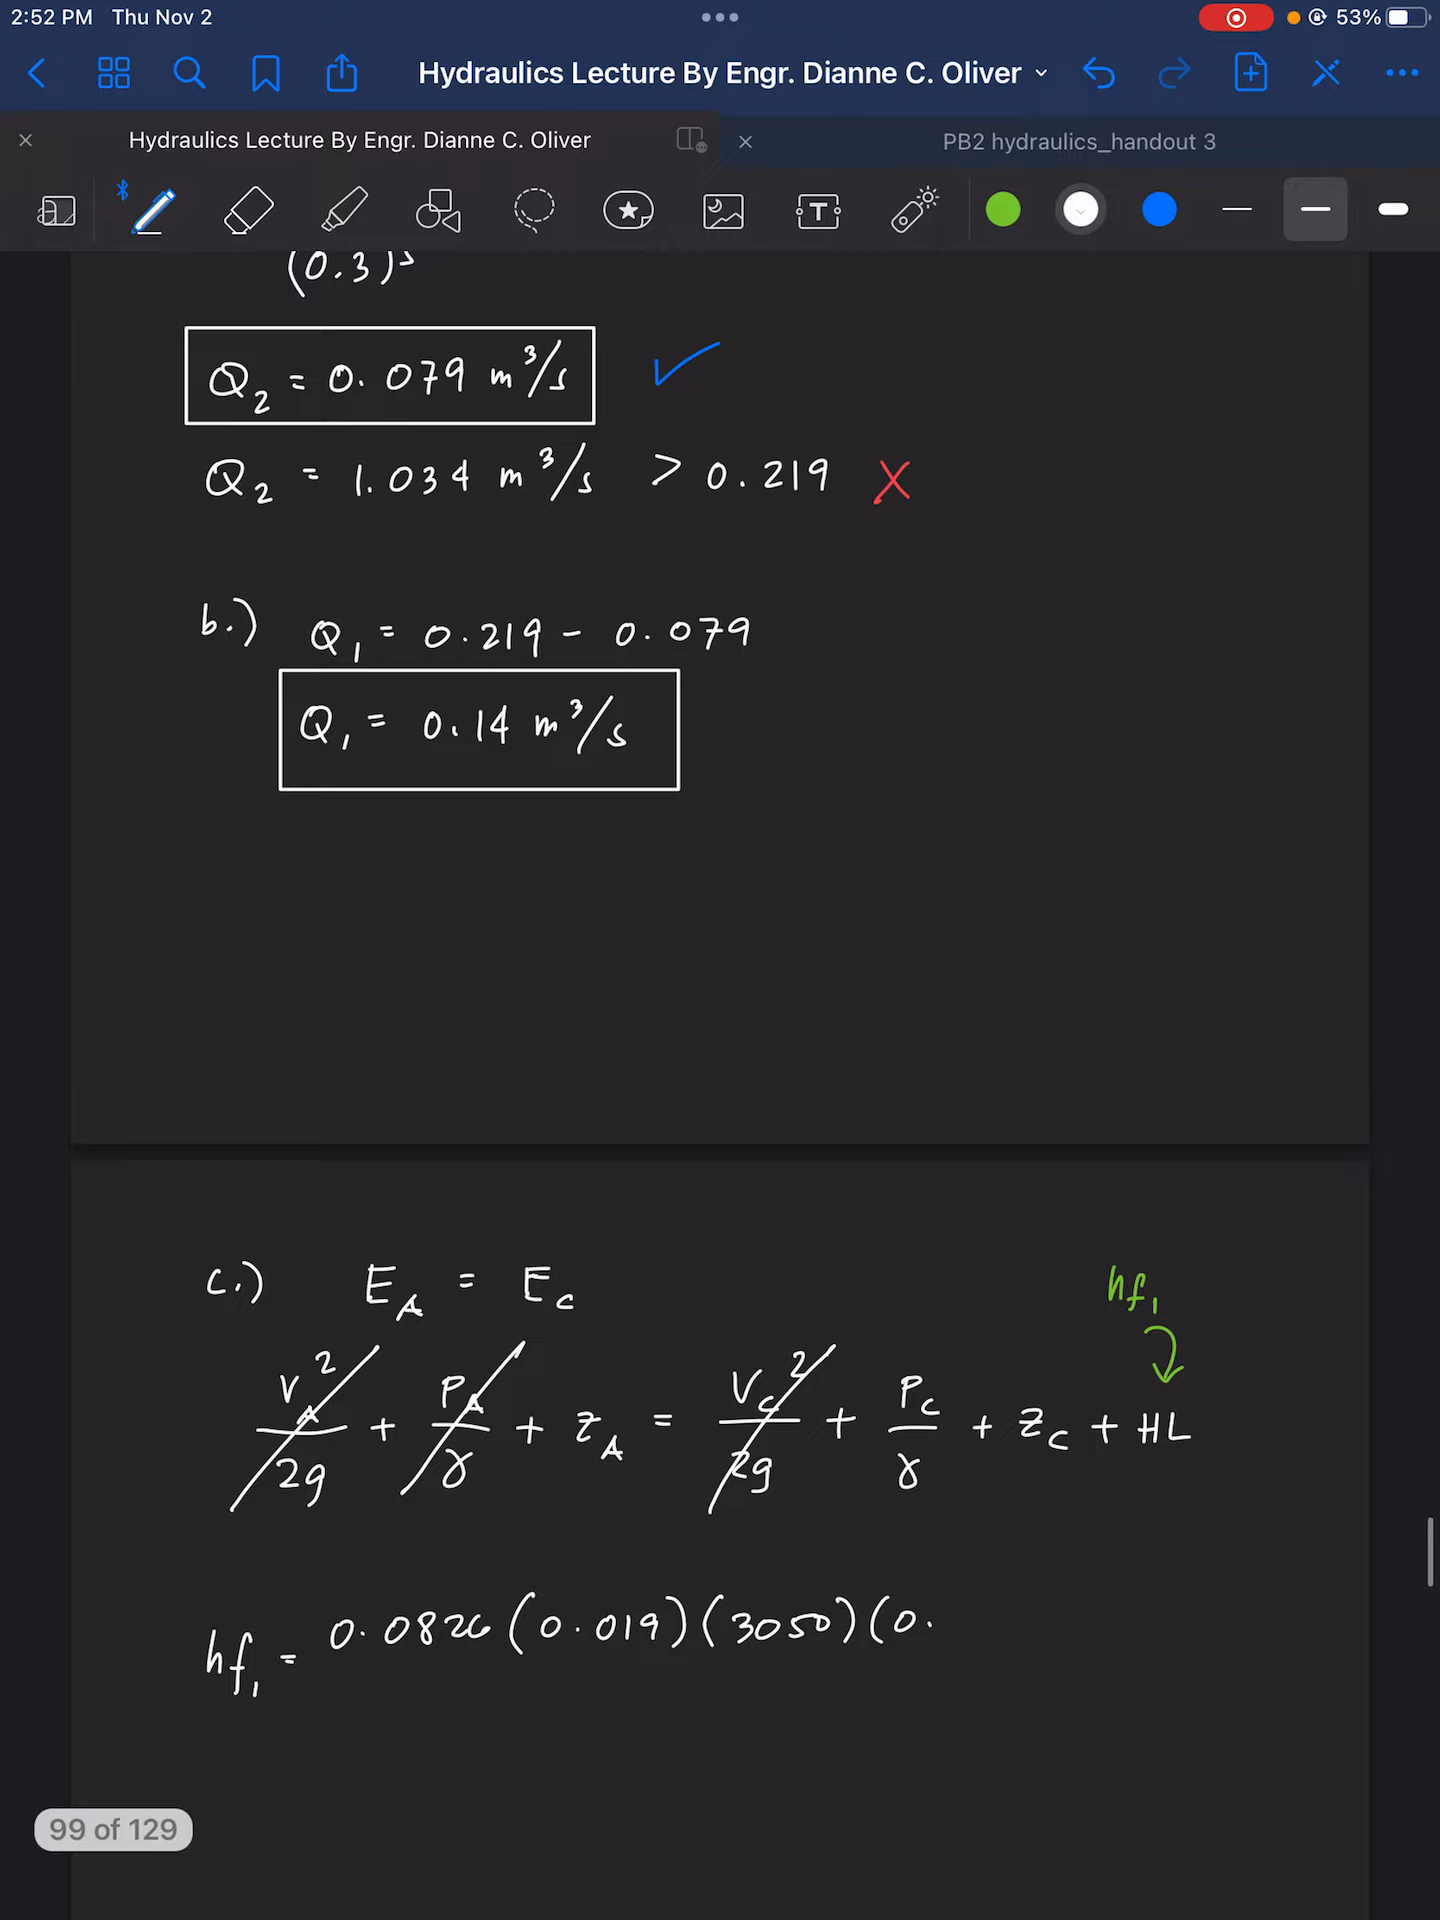 2:52 PM Thu Nov 2
53%
Hydraulics Lecture By Engr. Dianne C. Oliver
Hydraulics Lecture By Engr. Dianne C. Oliver
PB2 hydraulics_handout 3
(0.3)⁵
Q₂ = 0.079 m³/s
Q₂ = 1.034 m³/s > 0.219 X
b.) Q₁ = 0.219 - 0.079
Q₁ = 0.14 m³/s
c.) E_A = E_C
hf₁
V_A²/2g + P_A/γ + z_A = V_C²/2g + P_C/γ + z_C + HL
hf₁ = 0.0826 (0.019)(3050)(0.
99 of 129